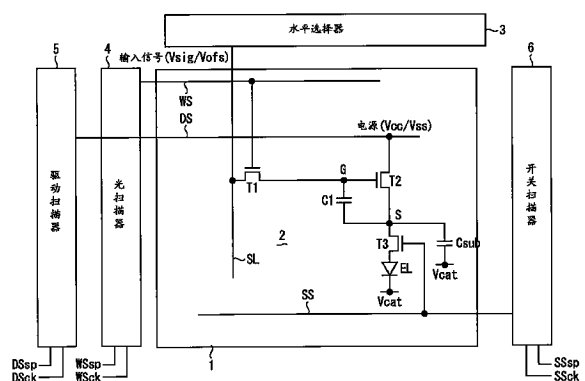 水平选择器
3
5
4
输入信号(Vsig/Vofs)
6
WS
DS
电源(Vcc/Vss)
驱动扫描器
光扫描器
开关扫描器
T1
G
T2
C1
S
2
T3
Csub
SL
EL
Vcat
Vcat
SS
1
DSsp
DSck
WSsp
WSck
SSsp
SSck